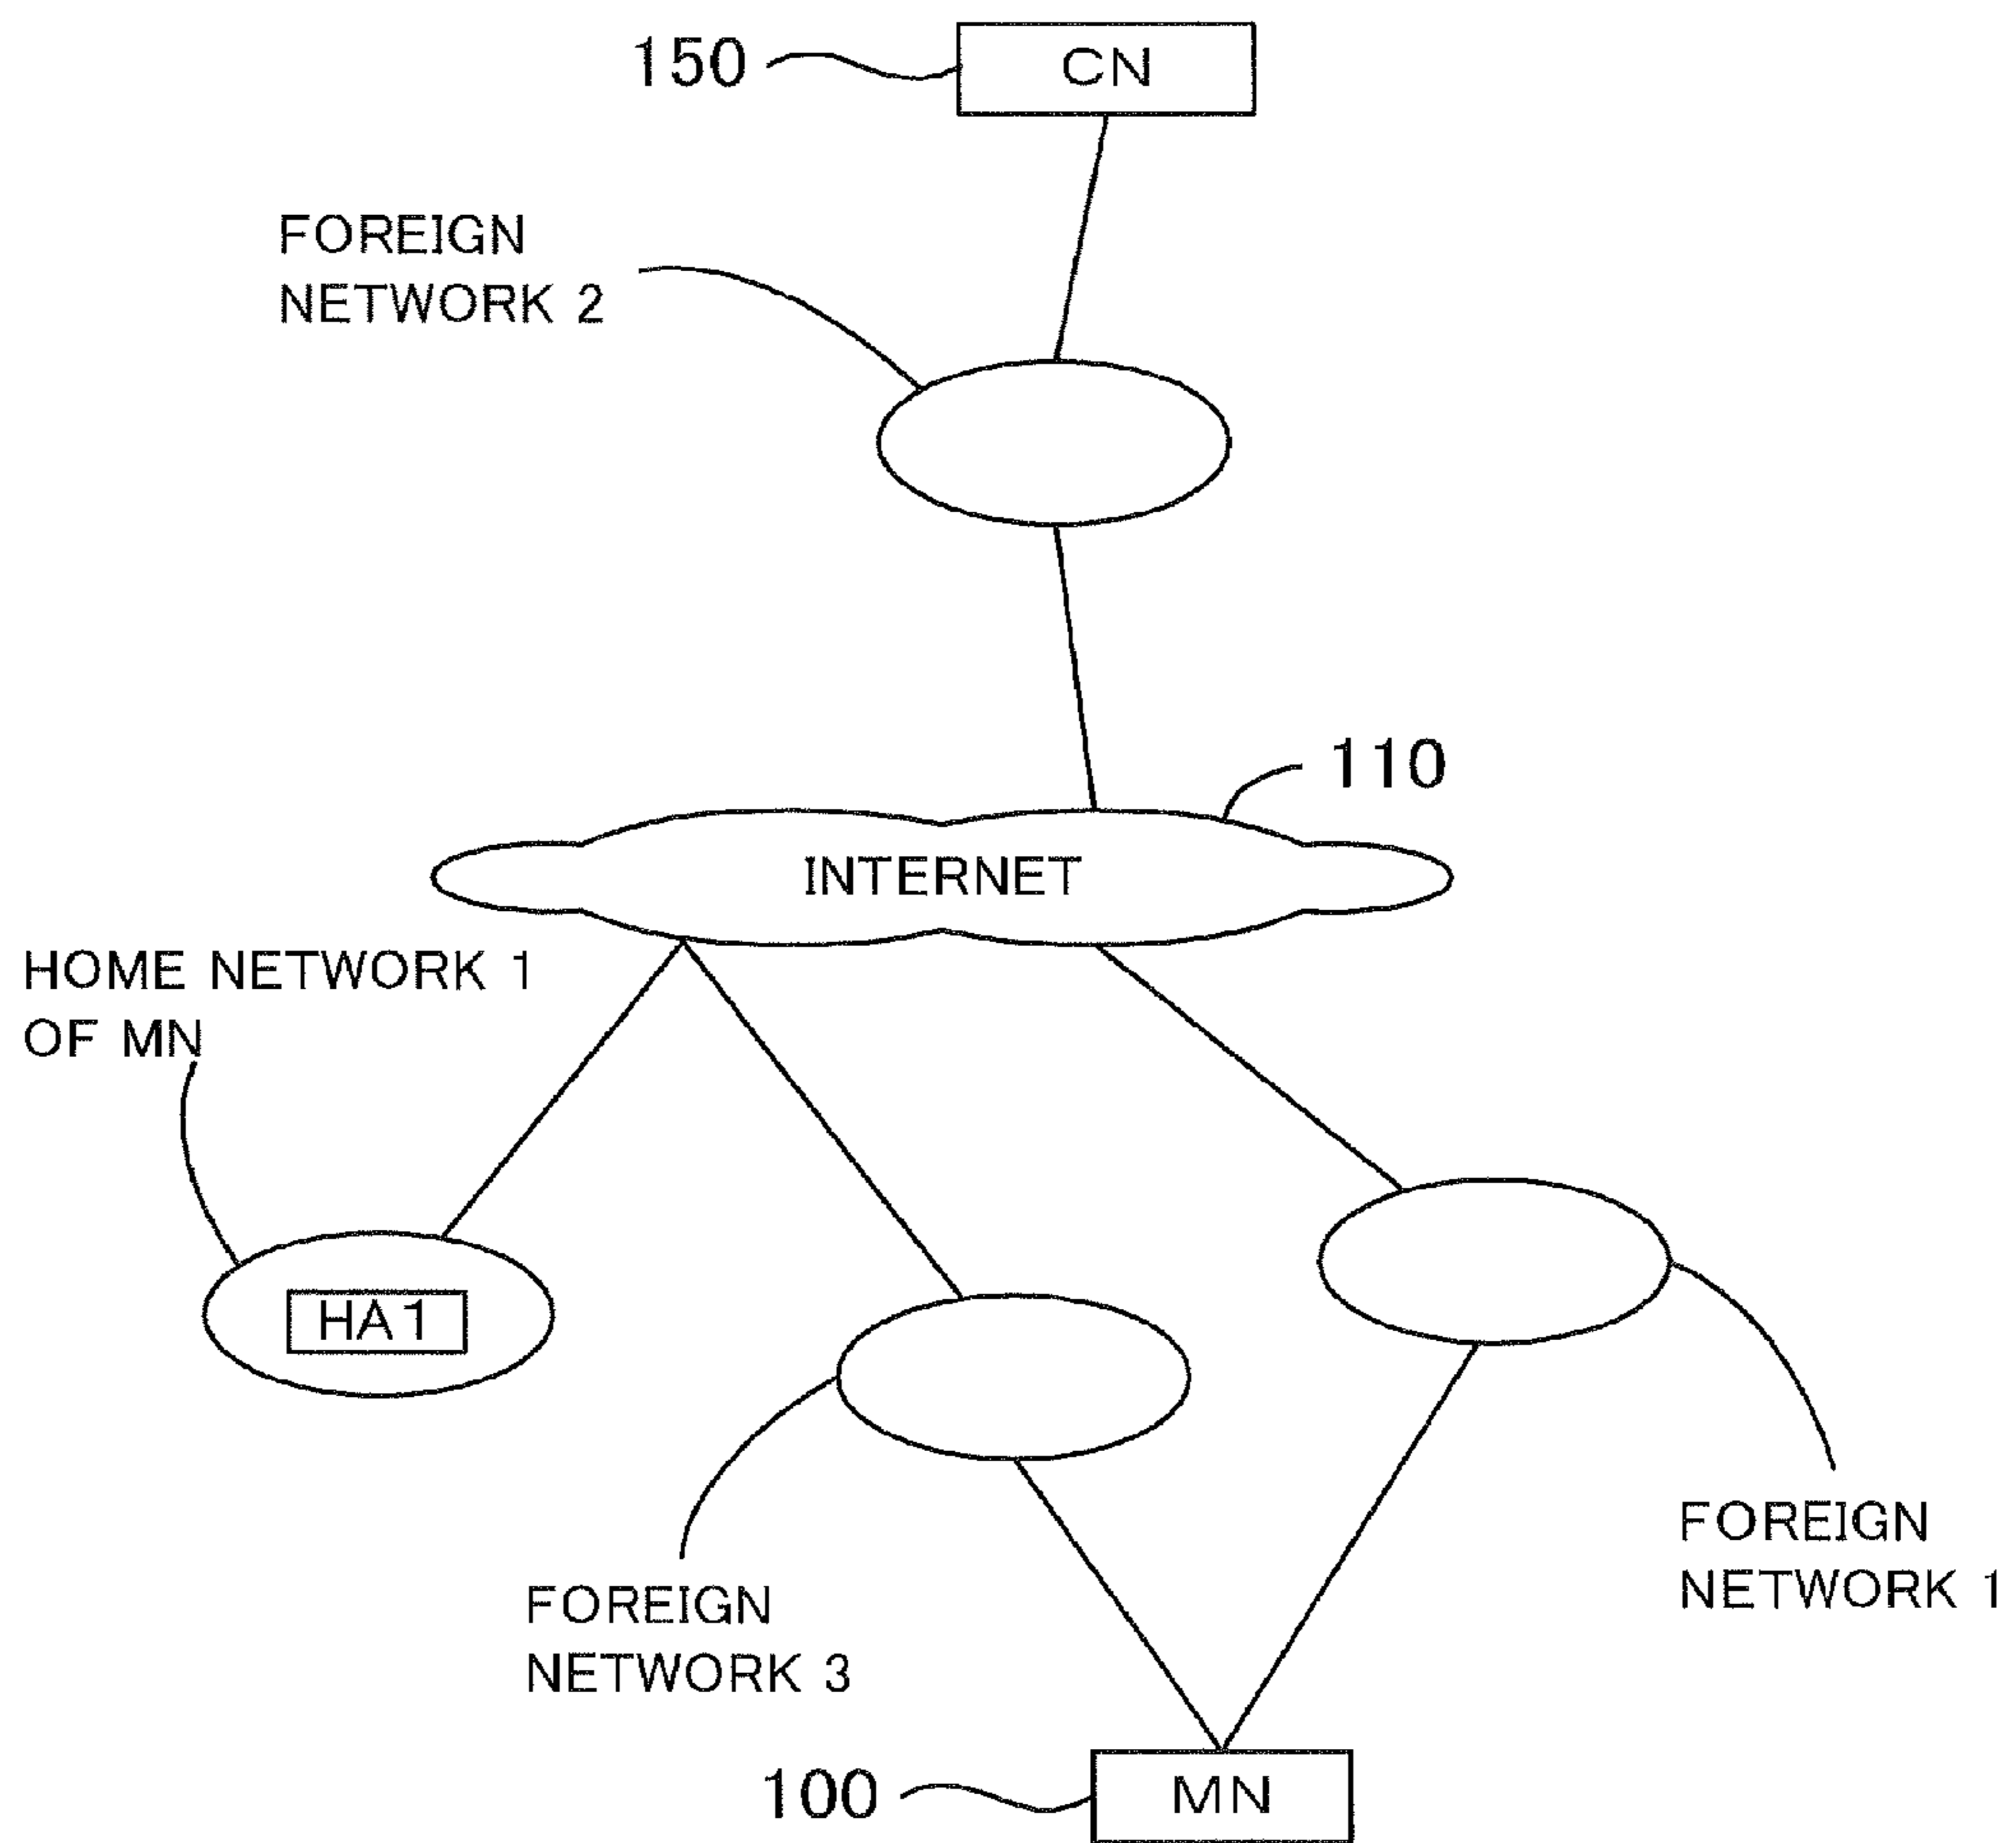 150
CN
FOREIGN
NETWORK 2
110
INTERNET
HOME NETWORK 1
OF MN
HA1
FOREIGN
NETWORK 1
FOREIGN
NETWORK 3
100
MN